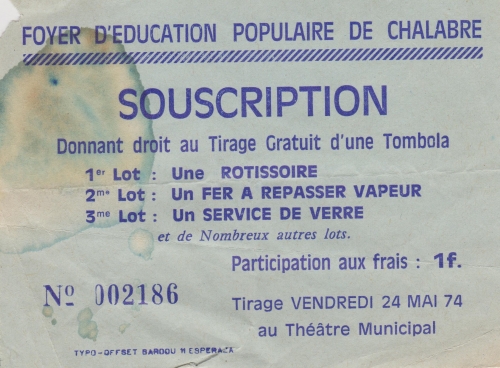 FOYER D'EDUCATION POPULAIRE DE CHALABRE
SOUSCRIPTION
Donnant droit au Tirage Gratuit d'une Tombola
1er Lot : Une ROTISSOIRE
2me Lot : Un FER A REPASSER VAPEUR
3me Lot : Un SERVICE DE VERRE
et de Nombreux autres lots.
Participation aux frais : 1f.
Nº 002186
Tirage VENDREDI 24 MAI 74
au Théâtre Municipal
TYPO-OFFSET BARDOU 11 ESPERAZA